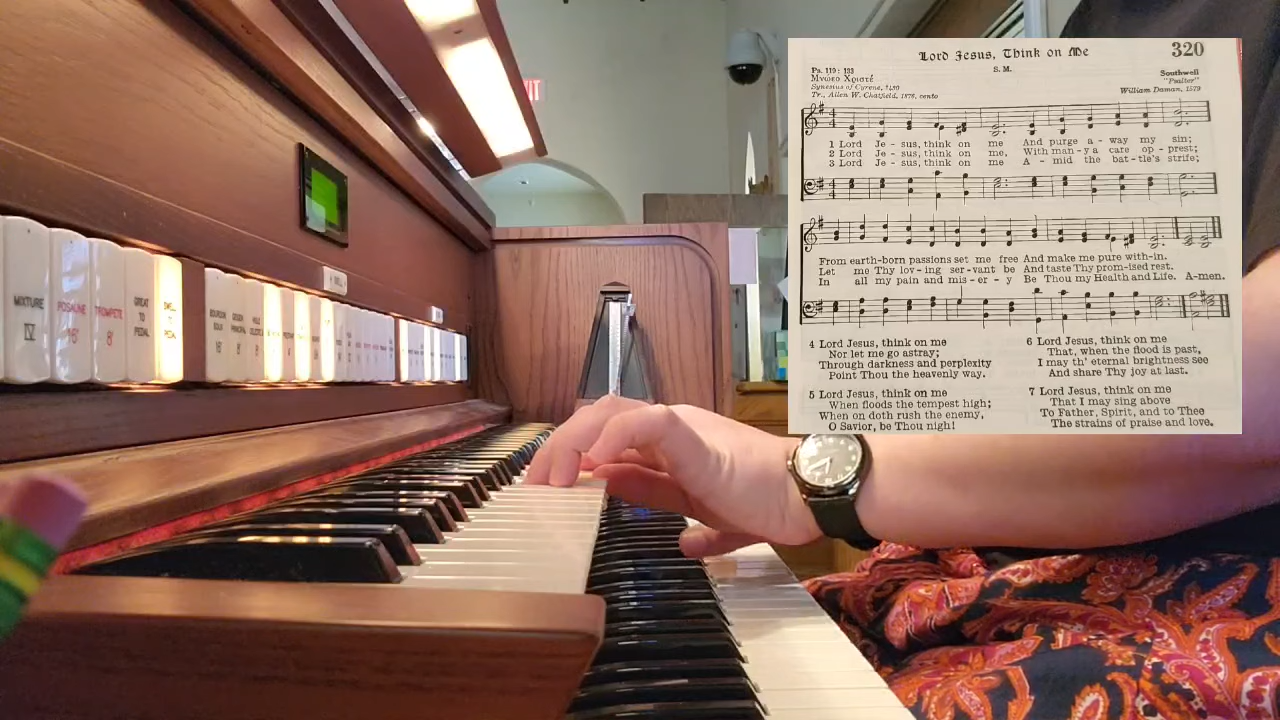 MIXTURE
IV
POSAUNE
16'
TROMPETE
8'
GREAT
TO
PEDAL
Lord Jesus, Think on Me
320
Ps. 119: 133
Μνώεο Χριστέ
Synesius of Cyrene, †430
Tr., Allen W. Chatfield, 1876, cento
S. M.
Southwell
"Psalter"
William Daman, 1579
1 Lord Je - sus, think on me And purge a - way my sin;
2 Lord Je - sus, think on me, With man - y a care op - prest;
3 Lord Je - sus, think on me A - mid the bat - tle's strife;
From earth-born passions set me free And make me pure with-in.
Let me Thy lov - ing ser - vant be And taste Thy prom-ised rest.
In all my pain and mis - er - y Be Thou my Health and Life. A-men.
4 Lord Jesus, think on me
Nor let me go astray;
Through darkness and perplexity
Point Thou the heavenly way.
5 Lord Jesus, think on me
When floods the tempest high;
When on doth rush the enemy,
O Savior, be Thou nigh!
6 Lord Jesus, think on me
That, when the flood is past,
I may th' eternal brightness see
And share Thy joy at last.
7 Lord Jesus, think on me
That I may sing above
To Father, Spirit, and to Thee
The strains of praise and love.